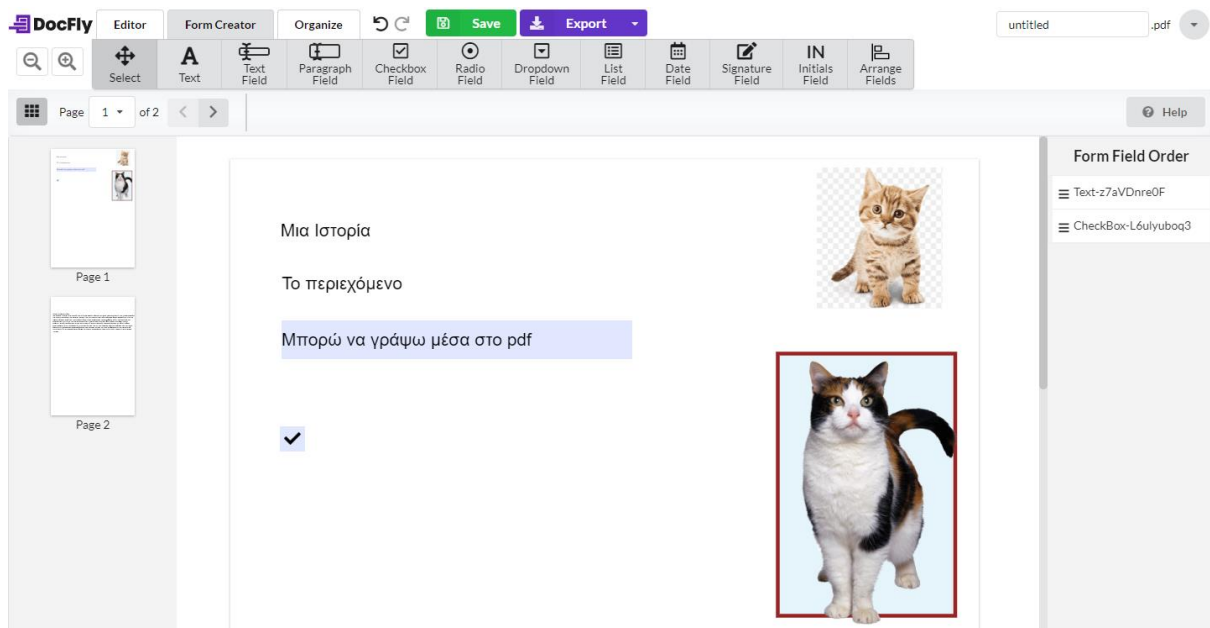 DocFly
Editor
Form Creator
Organize
Save
Export
untitled
.pdf
Select
A
Text
Text
Field
Paragraph
Field
Checkbox
Field
Radio
Field
Dropdown
Field
List
Field
Date
Field
Signature
Field
IN
Initials
Field
Arrange
Fields
Page 1 of 2
Help
Page 1
Page 2
Μια Ιστορία
Το περιεχόμενο
Μπορώ να γράψω μέσα στο pdf
Form Field Order
Text-z7aVDnre0F
CheckBox-L6ulyuboq3